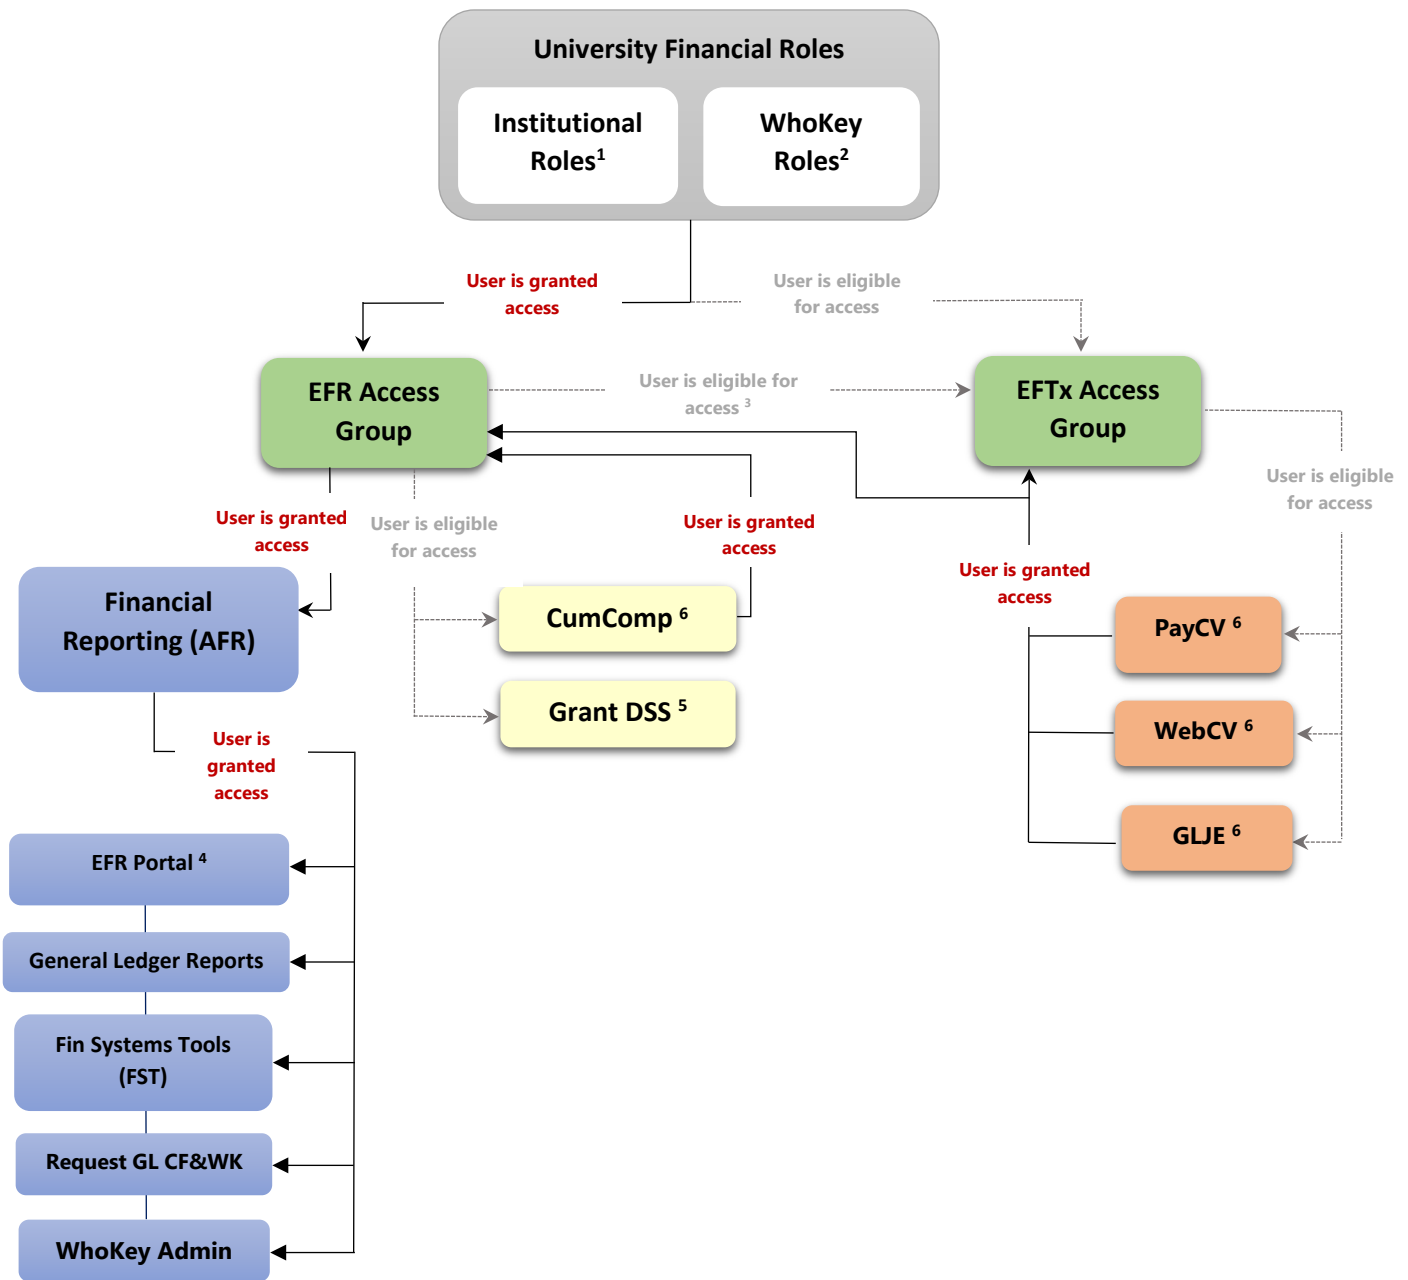 University Financial Roles
Institutional
Roles¹
WhoKey
Roles²
User is granted
access
User is eligible
for access
EFR Access
Group
User is eligible for
access ³
EFTx Access
Group
User is granted
access
User is eligible
for access
User is granted
access
User is granted
access
User is eligible
for access
Financial
Reporting (AFR)
CumComp ⁶
Grant DSS ⁵
PayCV ⁶
WebCV ⁶
GLJE ⁶
User is
granted
access
EFR Portal ⁴
General Ledger Reports
Fin Systems Tools
(FST)
Request GL CF&WK
WhoKey Admin